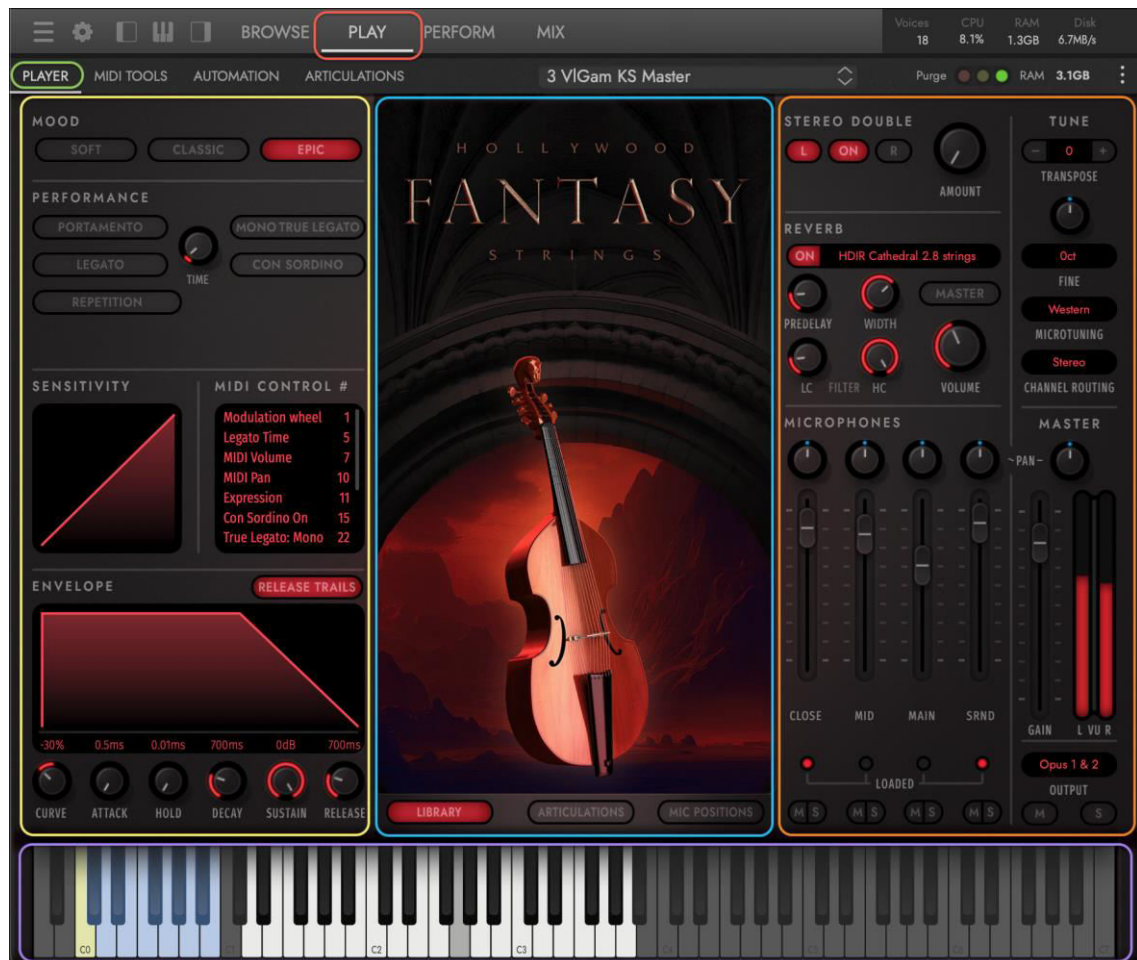 BROWSE PLAY PERFORM MIX
Voices CPU RAM Disk
18 8.1% 1.3GB 6.7MB/s
PLAYER MIDI TOOLS AUTOMATION ARTICULATIONS 3 VlGam KS Master Purge RAM 3.1GB
MOOD
SOFT CLASSIC EPIC
PERFORMANCE
PORTAMENTO MONO TRUE LEGATO
LEGATO CON SORDINO
TIME
REPETITION
SENSITIVITY MIDI CONTROL #
Modulation wheel 1
Legato Time 5
MIDI Volume 7
MIDI Pan 10
Expression 11
Con Sordino On 15
True Legato: Mono 22
ENVELOPE RELEASE TRAILS
-30% 0.5ms 0.01ms 700ms 0dB 700ms
CURVE ATTACK HOLD DECAY SUSTAIN RELEASE
HOLLYWOOD
FANTASY
STRINGS
LIBRARY ARTICULATIONS MIC POSITIONS
STEREO DOUBLE
L ON R
AMOUNT
REVERB
ON HDIR Cathedral 2.8 strings
MASTER
PREDELAY WIDTH
LC FILTER HC VOLUME
MICROPHONES
CLOSE MID MAIN SRND
LOADED
M S M S M S M S
TUNE
- 0 +
TRANSPOSE
0ct
FINE
Western
MICROTUNING
Stereo
CHANNEL ROUTING
MASTER
~PAN-
GAIN L VU R
Opus 1 & 2
OUTPUT
M S
C0 C1 C2 C3 C4 C5 C6 C7